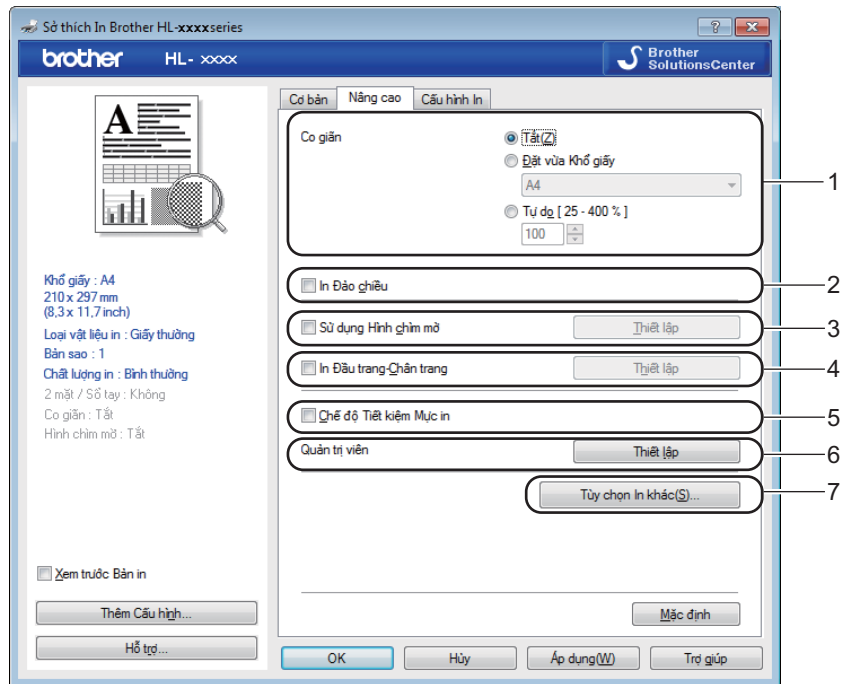 Sở thích In Brother HL-xxxx series
brother HL- xxxx
Brother
SolutionsCenter
A
Khổ giấy : A4
210 x 297 mm
(8,3 x 11,7 inch)
Loại vật liệu in : Giấy thường
Bản sao : 1
Chất lượng in : Bình thường
2 mặt / Sổ tay : Không
Co giãn : Tắt
Hình chìm mờ : Tắt
Xem trước Bản in
Thêm Cấu hình...
Hỗ trợ...
Cơ bản Nâng cao Cấu hình In
Co giãn
Tắt(Z)
Đặt vừa Khổ giấy
A4
Tự do [ 25 - 400 % ]
100
1
In Đảo chiều
2
Sử dụng Hình chìm mờ Thiết lập
3
In Đầu trang-Chân trang Thiết lập
4
Chế độ Tiết kiệm Mực in
5
Quản trị viên Thiết lập
6
Tùy chọn In khác(S)...
7
Mặc định
OK Hủy Áp dụng(W) Trợ giúp